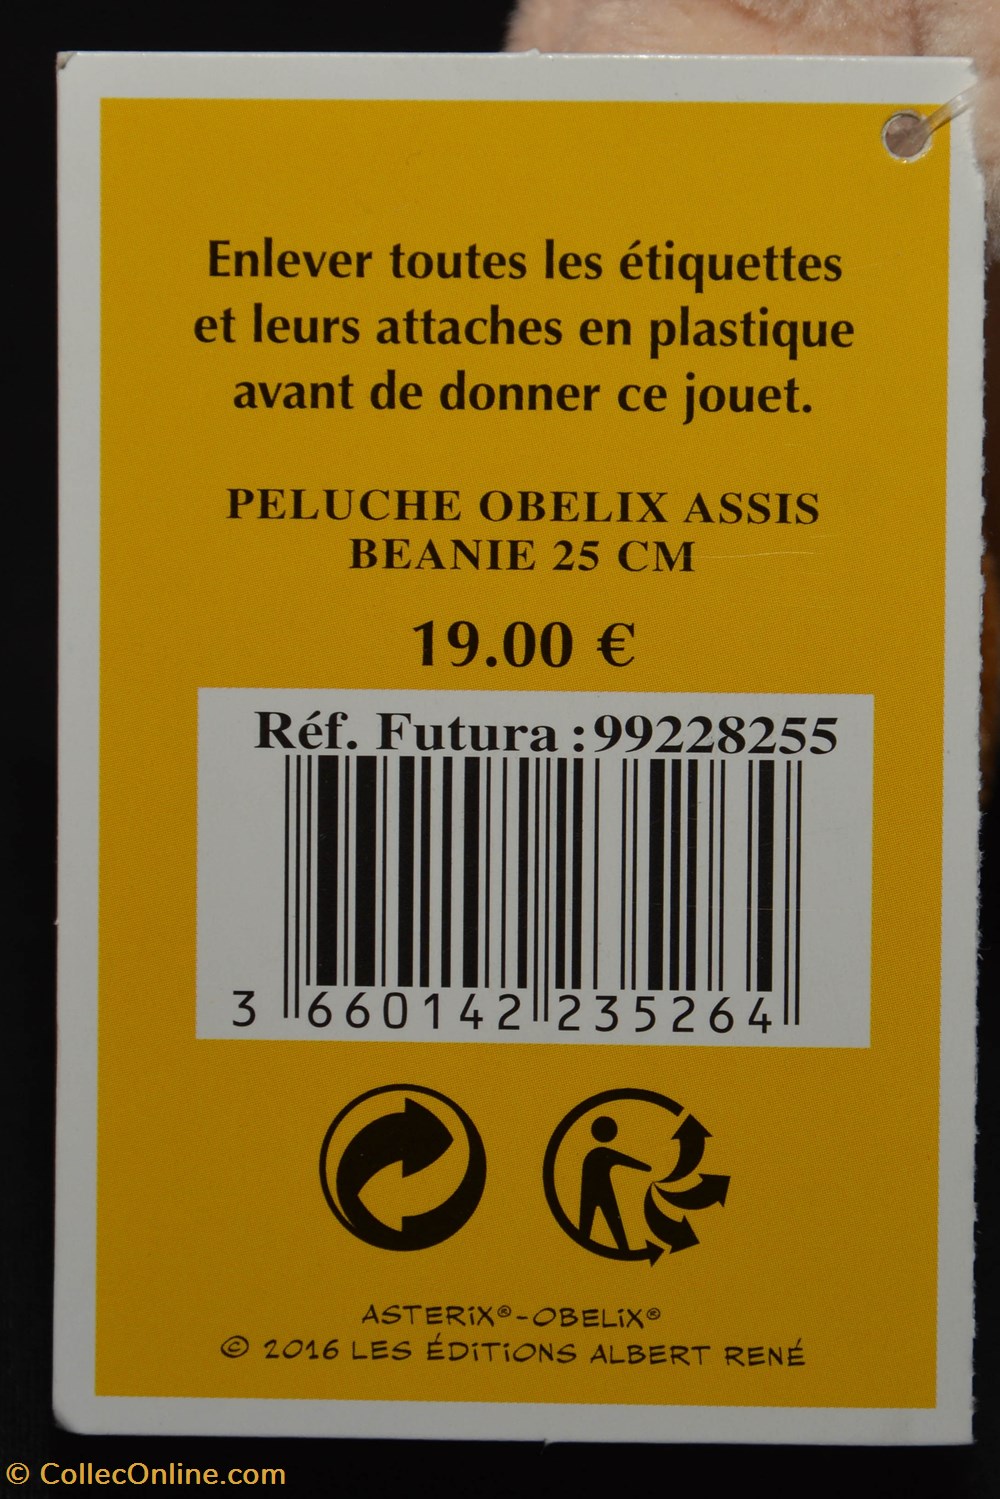 Enlever toutes les étiquettes
et leurs attaches en plastique
avant de donner ce jouet.
PELUCHE OBELIX ASSIS
BEANIE 25 CM
19.00 €
Réf. Futura : 99228255
3 660142 235264
ASTERiX®-OBELiX®
© 2016 LES ÉDiTiONS ALBERT RENÉ
© CollecOnline.com